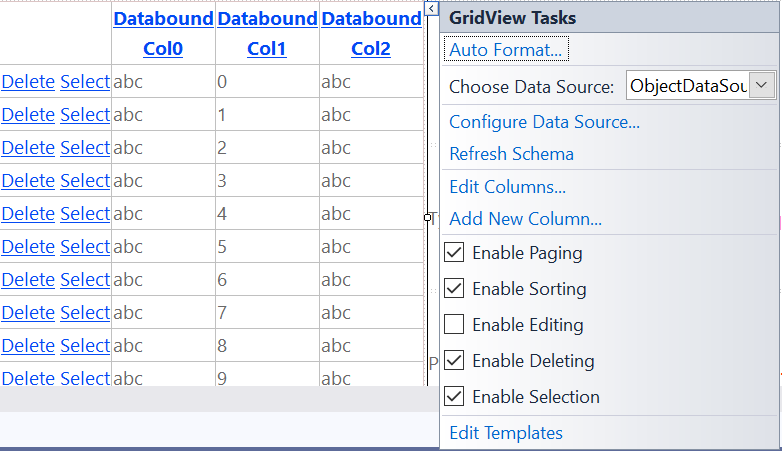 Databound Col0 Databound Col1 Databound Col2
Delete Select abc 0 abc
Delete Select abc 1 abc
Delete Select abc 2 abc
Delete Select abc 3 abc
Delete Select abc 4 abc
Delete Select abc 5 abc
Delete Select abc 6 abc
Delete Select abc 7 abc
Delete Select abc 8 abc
Delete Select abc 9 abc
GridView Tasks
Auto Format...
Choose Data Source: ObjectDataSou
Configure Data Source...
Refresh Schema
Edit Columns...
Add New Column...
Enable Paging
Enable Sorting
Enable Editing
Enable Deleting
Enable Selection
Edit Templates